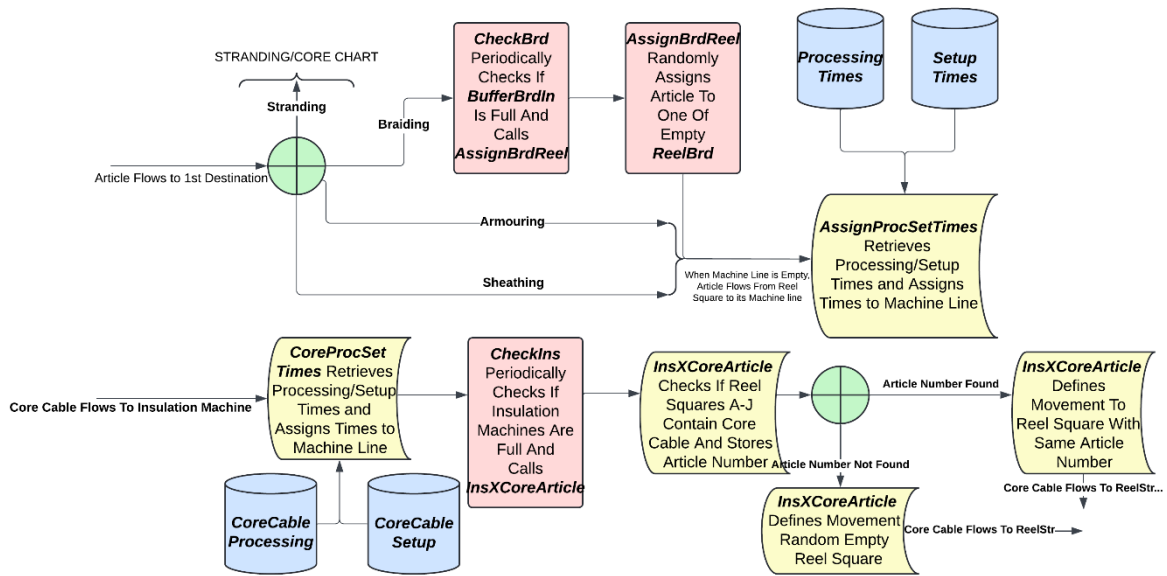 STRANDING/CORE CHART
Stranding
Article Flows to 1st Destination
Braiding
CheckBrd
Periodically
Checks If
BufferBrdIn
Is Full And
Calls
AssignBrdReel
AssignBrdReel
Randomly
Assigns
Article To
One Of
Empty
ReelBrd
Processing
Times
Setup
Times
Armouring
Sheathing
When Machine Line is Empty,
Article Flows From Reel
Square to its Machine line
AssignProcSetTimes
Retrieves
Processing/Setup
Times and Assigns
Times to Machine Line
Core Cable Flows To Insulation Machine
CoreProcSet
Times Retrieves
Processing/Setup
Times and
Assigns Times to
Machine Line
CoreCable
Processing
CoreCable
Setup
CheckIns
Periodically
Checks If
Insulation
Machines Are
Full And
Calls
InsXCoreArticle
InsXCoreArticle
Checks If Reel
Squares A-J
Contain Core
Cable And Stores
Article Number
Article Number Found
Article Number Not Found
InsXCoreArticle
Defines
Movement To
Reel Square With
Same Article
Number
Core Cable Flows To ReelStr...
InsXCoreArticle
Defines Movement
Random Empty
Reel Square
Core Cable Flows To ReelStr